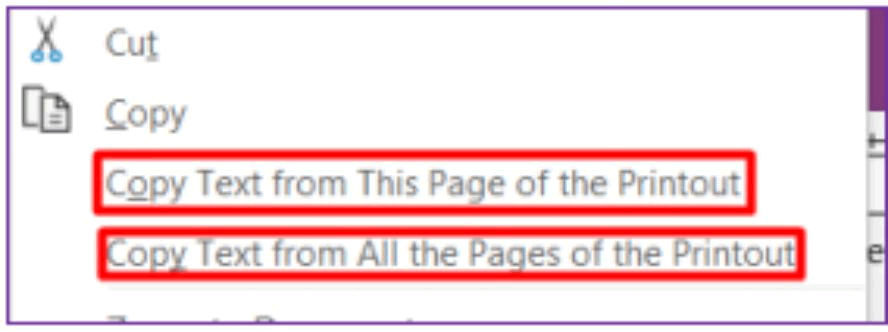 Cut
Copy
Copy Text from This Page of the Printout
Copy Text from All the Pages of the Printout